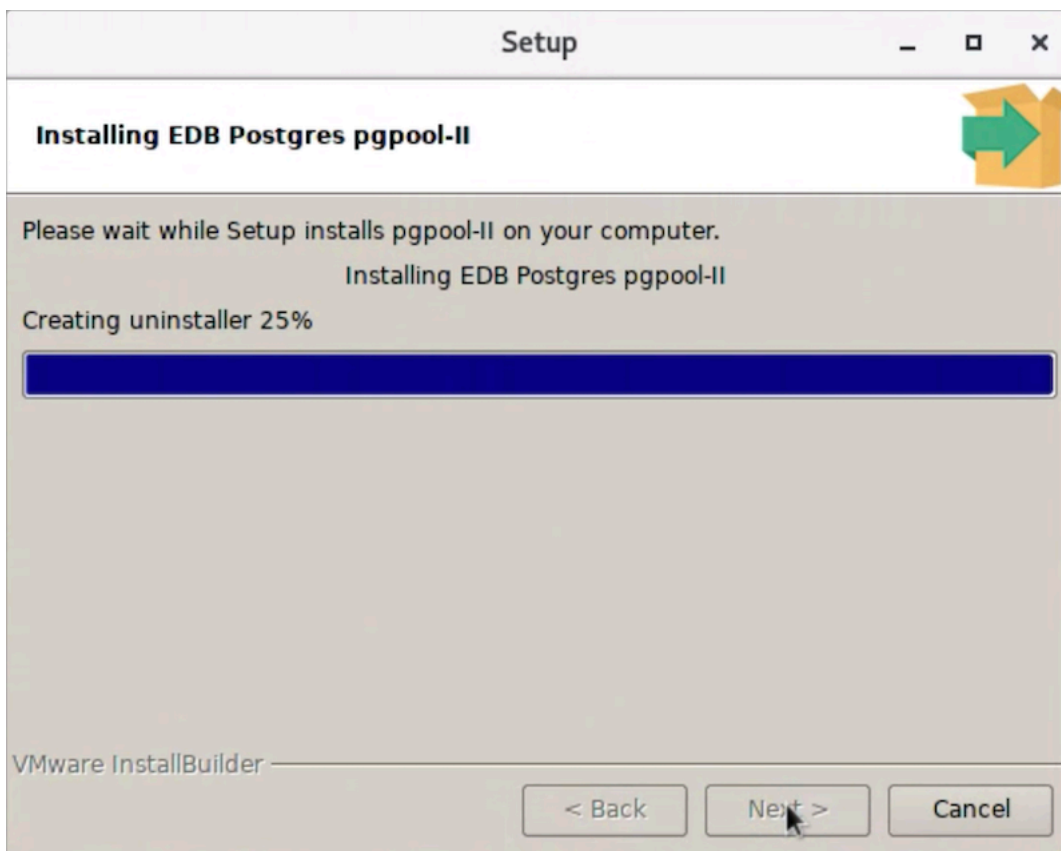 Setup
Installing EDB Postgres pgpool-II
Please wait while Setup installs pgpool-II on your computer.
Installing EDB Postgres pgpool-II
Creating uninstaller 25%
VMware InstallBuilder
< Back
Next >
Cancel